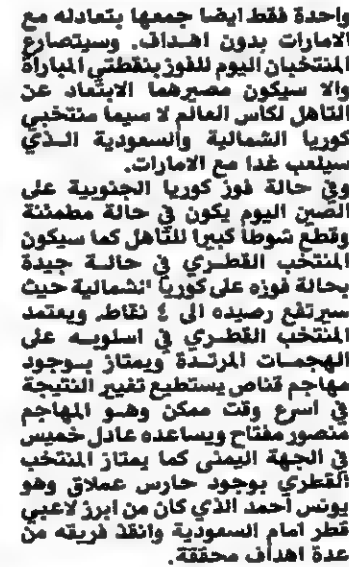 واحدة فقط ايضا جمعها بتعادله مع
الامارات بدون اهداف. وسيتصارع
المنتخبان اليوم للفوز بنقطتي المباراة
والا سيكون مصيرهما الابتعاد عن
التاهل لكاس العالم لا سيما منتخبي
كوريا الشمالية والسعودية الذي
سيلعب غدا مع الامارات.
وفي حالة فوز كوريا الجنوبية على
الصين اليوم يكون في حالة مطمئنة
وقطع شوطا كبيرا للتاهل كما سيكون
المنتخب القطري في حالة جيدة
بحالة فوزه على كوريا الشمالية حيث
سيرتفع رصيده الى ٤ نقاط. ويعتمد
المنتخب القطري في اسلوبه على
الهجمات المرتدة ويمتاز بوجود
مهاجم قناص يستطيع تغيير النتيجة
في اسرع وقت ممكن وهو المهاجم
منصور مفتاح ويساعده عادل خميس
في الجهة اليمنى كما يمتاز المنتخب
القطري بوجود حارس عملاق وهو
يونس أحمد الذي كان من ابرز لاعبي
قطر امام السعودية وانقذ فريقه من
عدة اهداف محققة.